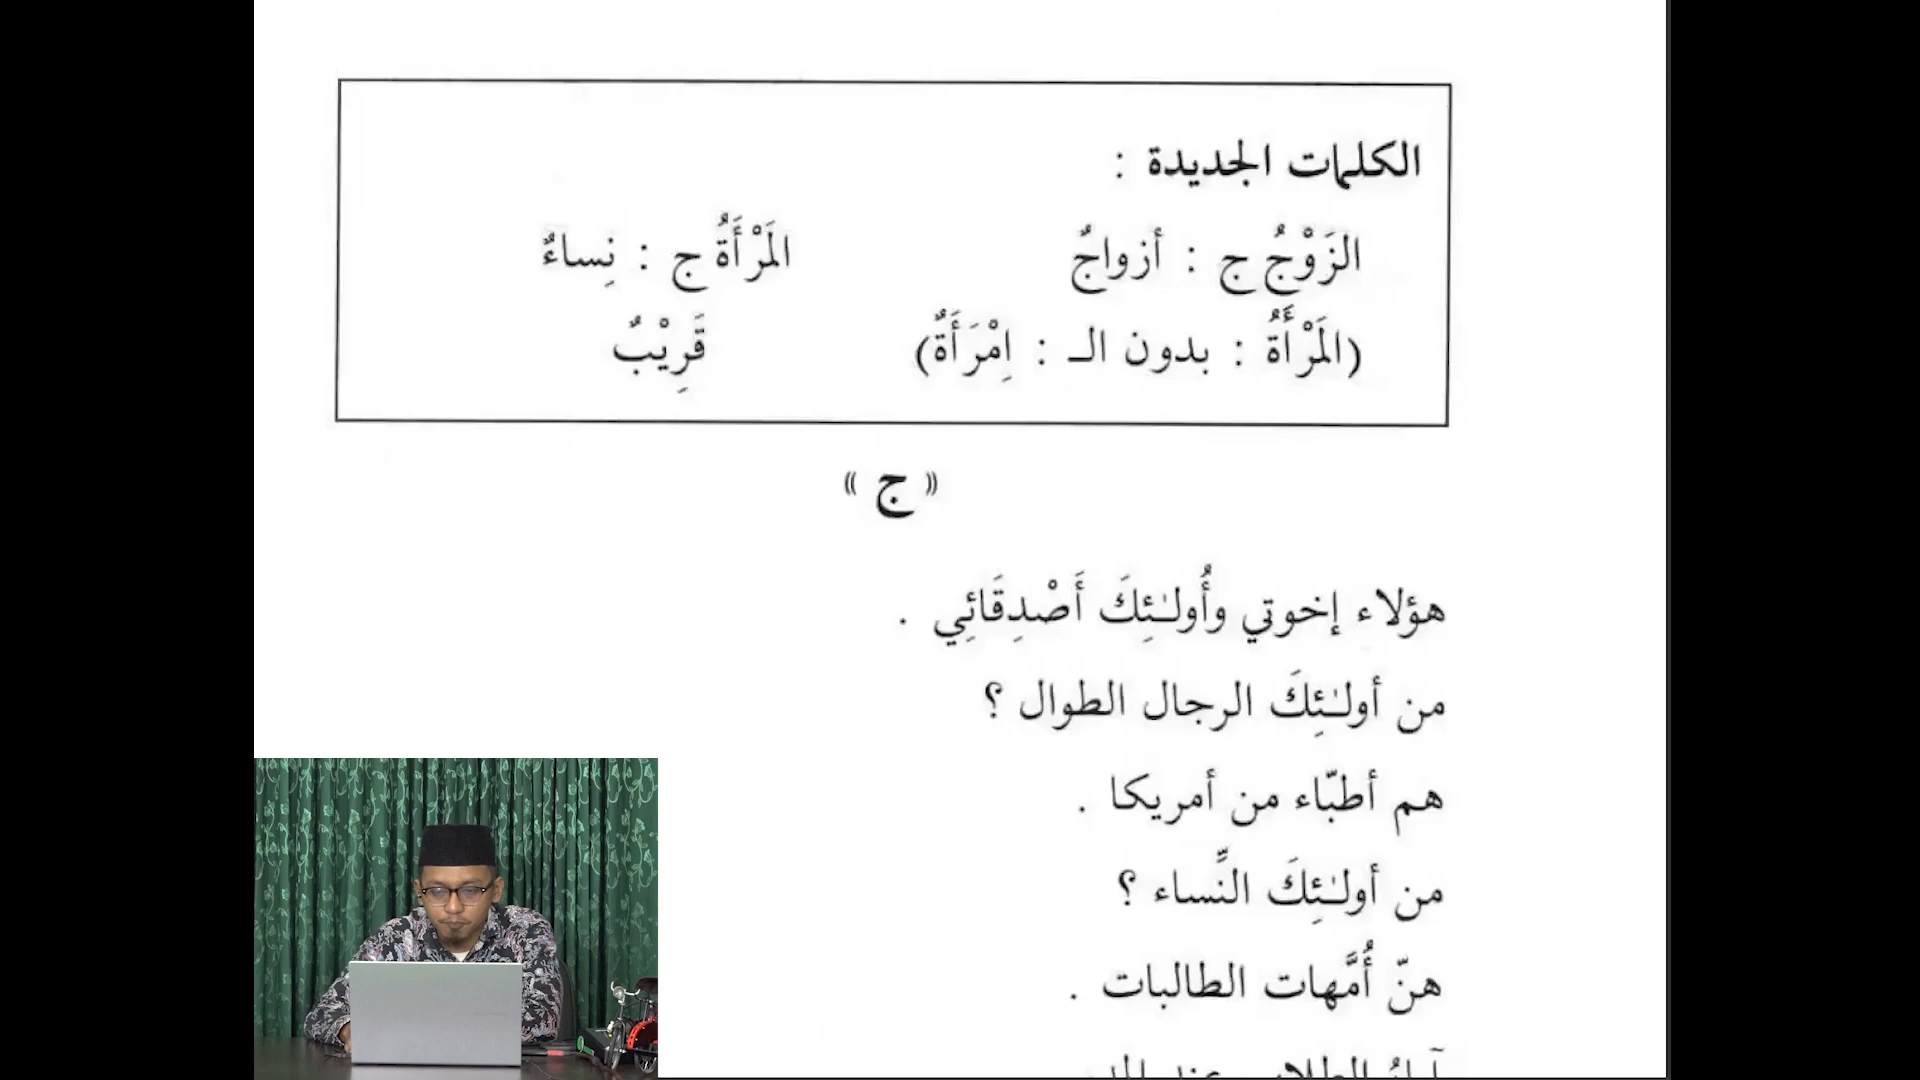 الكلمات الجديدة :
الزَوْجُ ج : أزواجٌ المَرْأَةُ ج : نِساءٌ
(المَرْأَةُ : بدون الـ : اِمْرَأَةٌ) قَرِيْبٌ
« ج »
هؤلاء إخوتي وأُولـٰئِكَ أَصْدِقَائِي .
من أولـٰئِكَ الرجال الطوال ؟
هم أطبّاء من أمريكا .
من أولـٰئِكَ النِّساء ؟
هنّ أُمَّهات الطالبات .